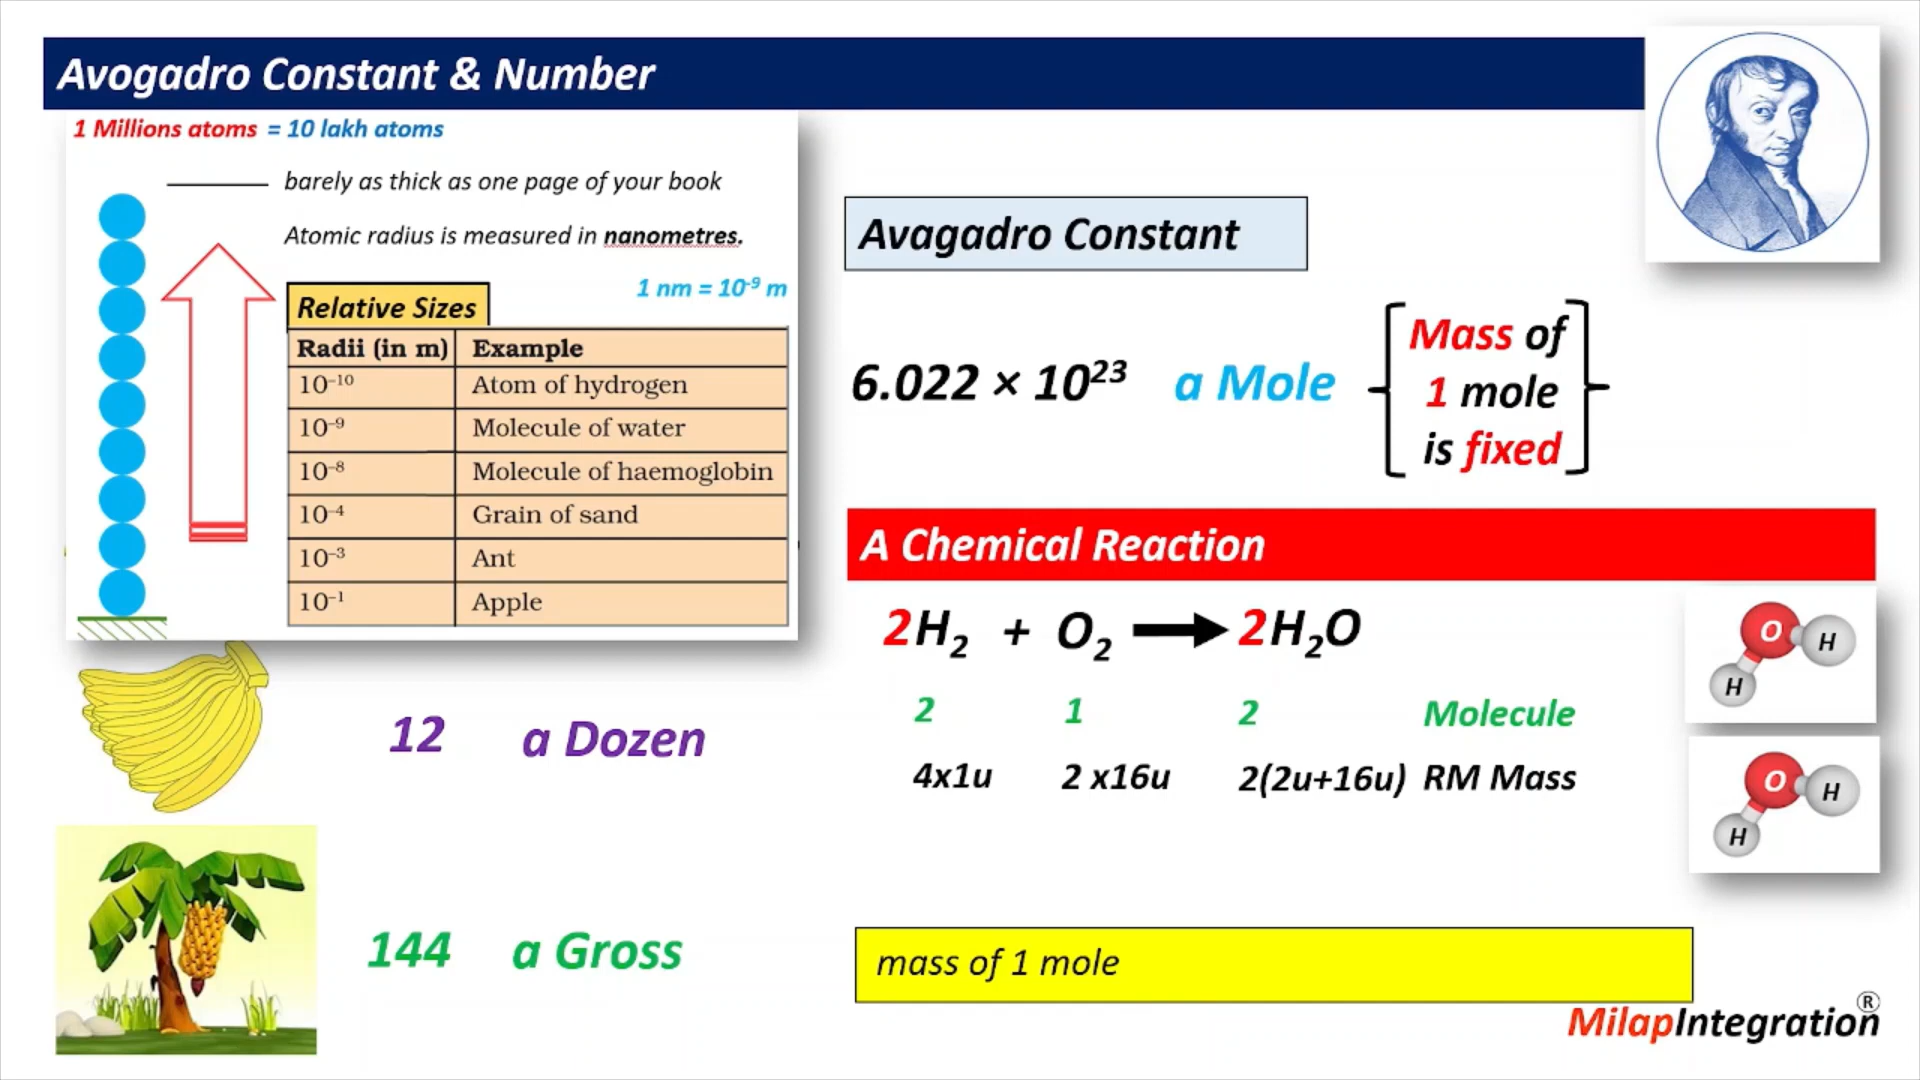 Avogadro Constant & Number
1 Millions atoms = 10 lakh atoms
barely as thick as one page of your book
Atomic radius is measured in nanometres.
1 nm = 10⁻⁹ m
Relative Sizes
Radii (in m) Example
10⁻¹⁰ Atom of hydrogen
10⁻⁹ Molecule of water
10⁻⁸ Molecule of haemoglobin
10⁻⁴ Grain of sand
10⁻³ Ant
10⁻¹ Apple
12 a Dozen
144 a Gross
Avagadro Constant
6.022 × 10²³ a Mole
Mass of
1 mole
is fixed
A Chemical Reaction
2H₂ + O₂ → 2H₂O
2 1 2 Molecule
4x1u 2 x16u 2(2u+16u) RM Mass
O H
H
O H
H
mass of 1 mole
MilapIntegration®